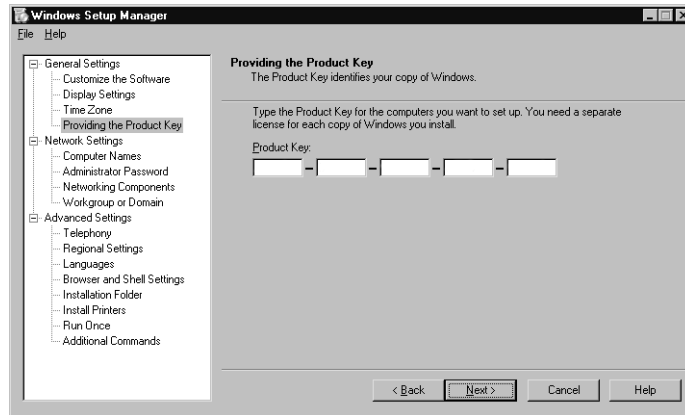 Windows Setup Manager
File Help
General Settings
Customize the Software
Display Settings
Time Zone
Providing the Product Key
Network Settings
Computer Names
Administrator Password
Networking Components
Workgroup or Domain
Advanced Settings
Telephony
Regional Settings
Languages
Browser and Shell Settings
Installation Folder
Install Printers
Run Once
Additional Commands
Providing the Product Key
The Product Key identifies your copy of Windows.
Type the Product Key for the computers you want to set up. You need a separate
license for each copy of Windows you install.
Product Key:
– – – –
< Back Next > Cancel Help